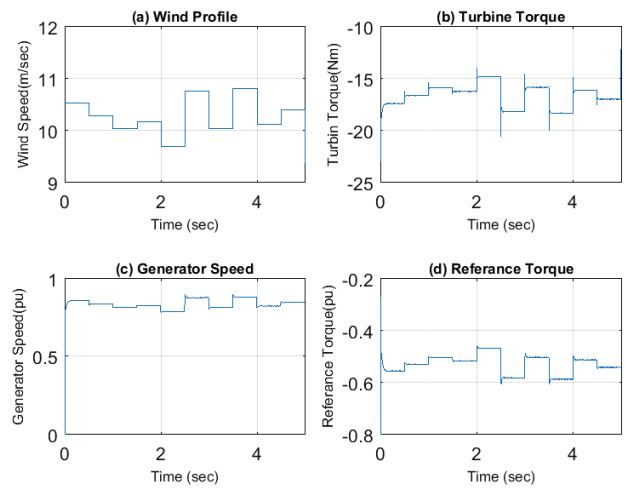 (a) Wind Profile
Wind Speed(m/sec)
12
11
10
9
0
2
4
Time (sec)
(b) Turbine Torque
Turbin Torque(Nm)
-10
-15
-20
-25
0
2
4
Time (sec)
(c) Generator Speed
Generator Speed(pu)
1
0.5
0
0
2
4
Time (sec)
(d) Referance Torque
Referance Torque(pu)
-0.2
-0.4
-0.6
-0.8
0
2
4
Time (sec)